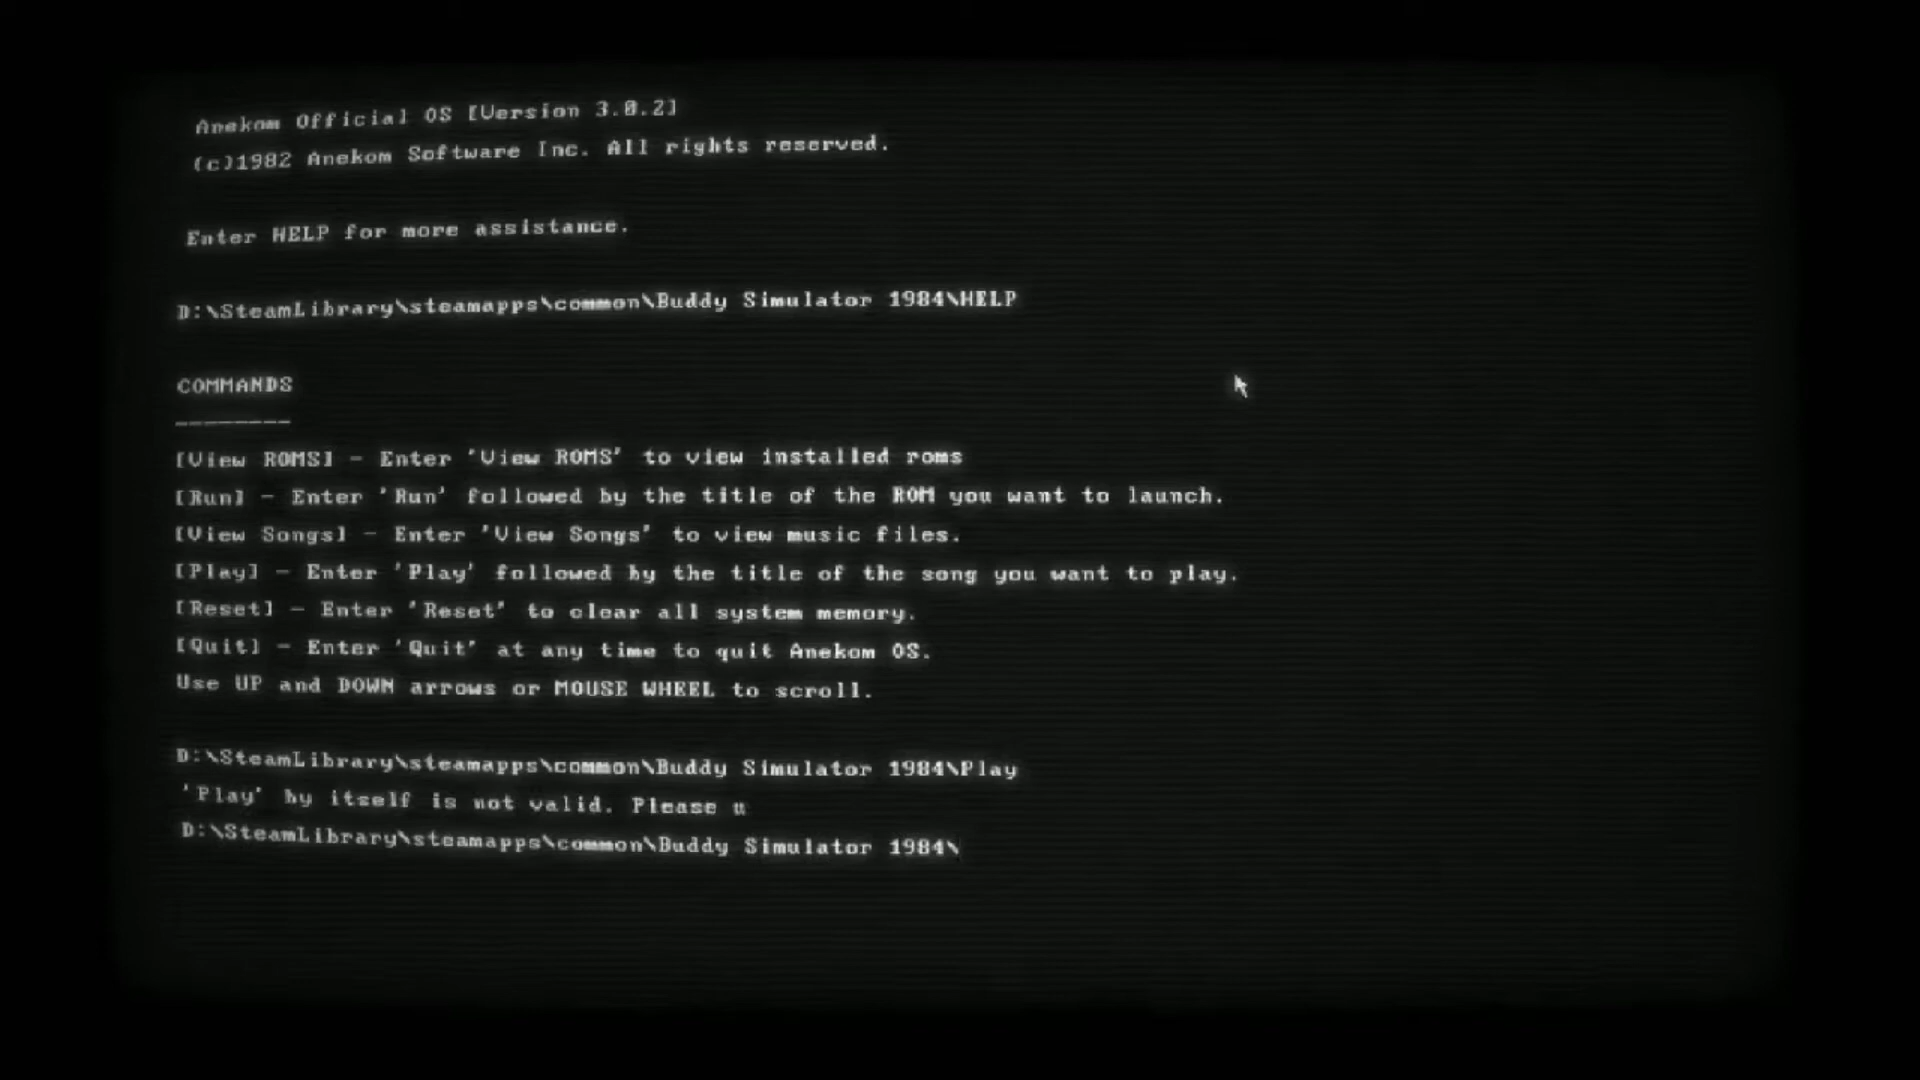 Anekom Official OS [Version 3.0.2]
(c)1982 Anekom Software Inc. All rights reserved.
Enter HELP for more assistance.
D:\SteamLibrary\steamapps\common\Buddy Simulator 1984\HELP
COMMANDS
--------
[View ROMS] - Enter 'View ROMS' to view installed roms
[Run] - Enter 'Run' followed by the title of the ROM you want to launch.
[View Songs] - Enter 'View Songs' to view music files.
[Play] - Enter 'Play' followed by the title of the song you want to play.
[Reset] - Enter 'Reset' to clear all system memory.
[Quit] - Enter 'Quit' at any time to quit Anekom OS.
Use UP and DOWN arrows or MOUSE WHEEL to scroll.
D:\SteamLibrary\steamapps\common\Buddy Simulator 1984\Play
'Play' by itself is not valid. Please u
D:\SteamLibrary\steamapps\common\Buddy Simulator 1984\